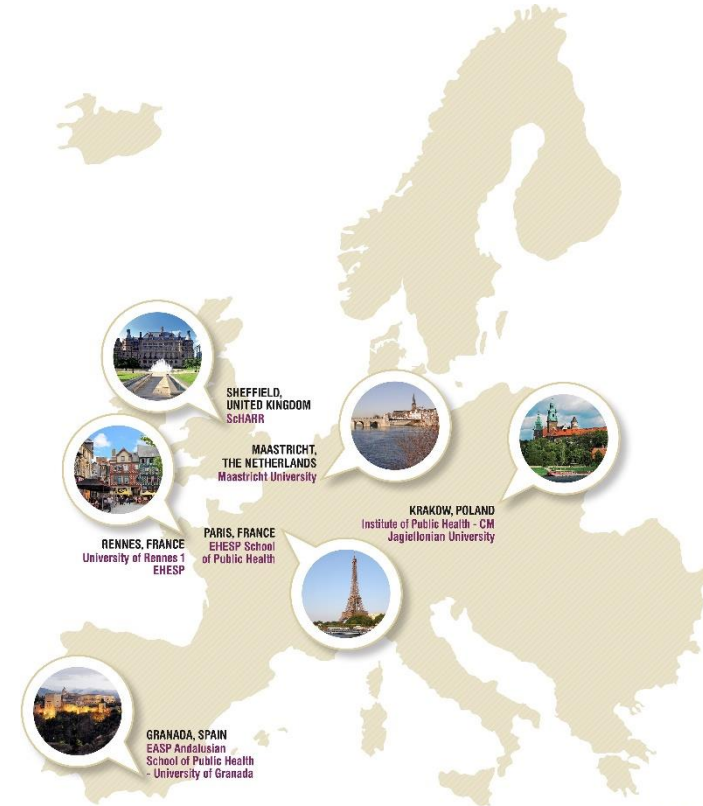 SHEFFIELD,
UNITED KINGDOM
ScHARR
MAASTRICHT,
THE NETHERLANDS
Maastricht University
KRAKOW, POLAND
Institute of Public Health - CM
Jagiellonian University
RENNES, FRANCE
University of Rennes 1
EHESP
PARIS, FRANCE
EHESP School
of Public Health
GRANADA, SPAIN
EASP Andalusian
School of Public Health
- University of Granada